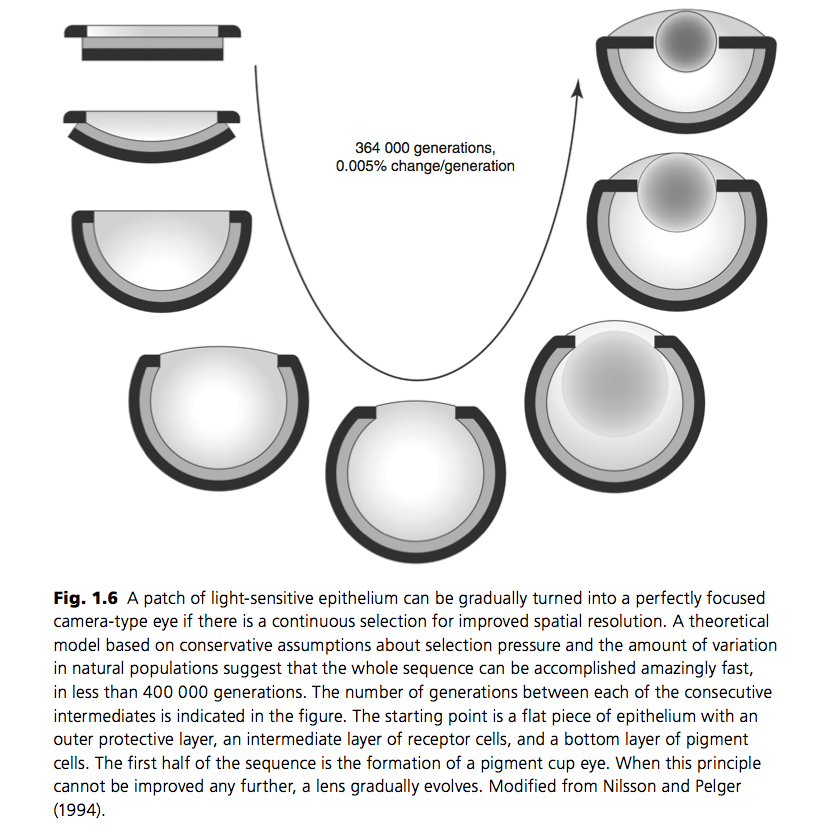 364 000 generations,
0.005% change/generation
Fig. 1.6 A patch of light-sensitive epithelium can be gradually turned into a perfectly focused
camera-type eye if there is a continuous selection for improved spatial resolution. A theoretical
model based on conservative assumptions about selection pressure and the amount of variation
in natural populations suggest that the whole sequence can be accomplished amazingly fast,
in less than 400 000 generations. The number of generations between each of the consecutive
intermediates is indicated in the figure. The starting point is a flat piece of epithelium with an
outer protective layer, an intermediate layer of receptor cells, and a bottom layer of pigment
cells. The first half of the sequence is the formation of a pigment cup eye. When this principle
cannot be improved any further, a lens gradually evolves. Modified from Nilsson and Pelger
(1994).